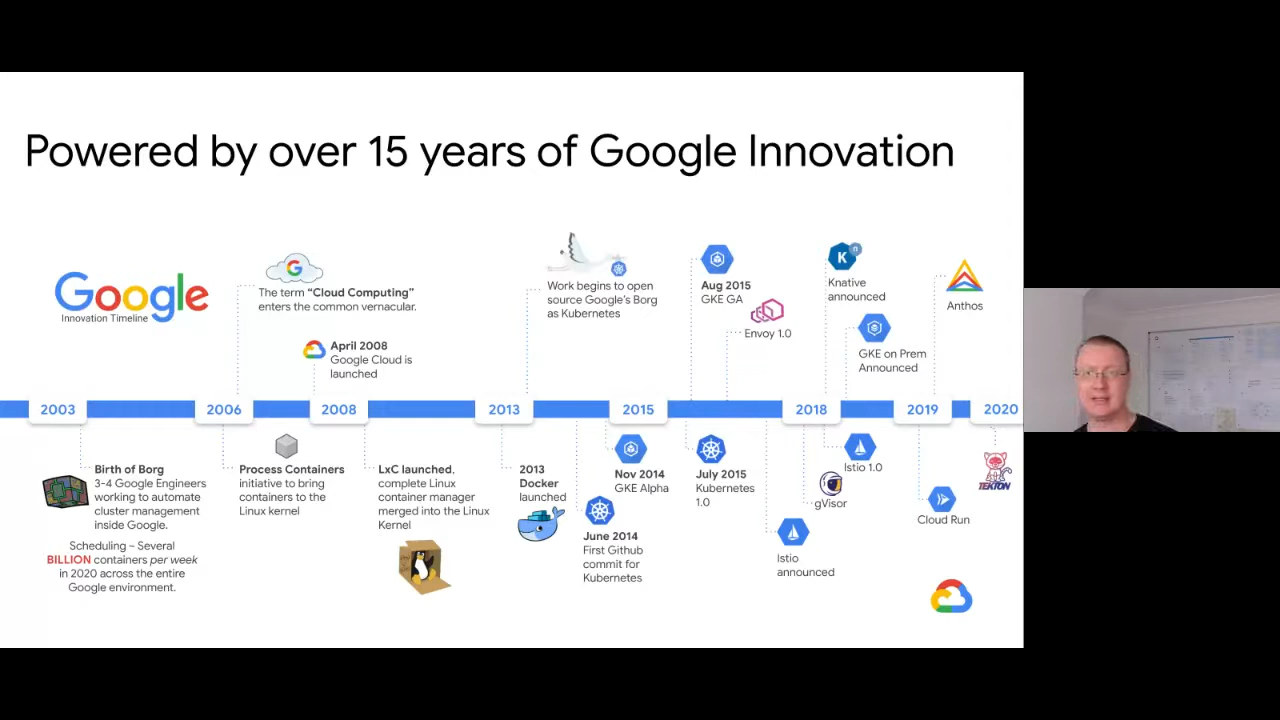 Powered by over 15 years of Google Innovation
Google
Innovation Timeline
The term “Cloud Computing”
enters the common vernacular.
April 2008
Google Cloud is
launched
Work begins to open
source Google's Borg
as Kubernetes
Aug 2015
GKE GA
Envoy 1.0
K
n
Knative
announced
GKE on Prem
Announced
Anthos
2003
2006
2008
2013
2015
2018
2019
2020
Birth of Borg
3-4 Google Engineers
working to automate
cluster management
inside Google.
Scheduling – Several
BILLION containers per week
in 2020 across the entire
Google environment.
Process Containers
initiative to bring
containers to the
Linux kernel
LxC launched,
complete Linux
container manager
merged into the Linux
Kernel
2013
Docker
launched
June 2014
First Github
commit for
Kubernetes
Nov 2014
GKE Alpha
July 2015
Kubernetes
1.0
Istio
announced
gVisor
Istio 1.0
Cloud Run
TEKTON